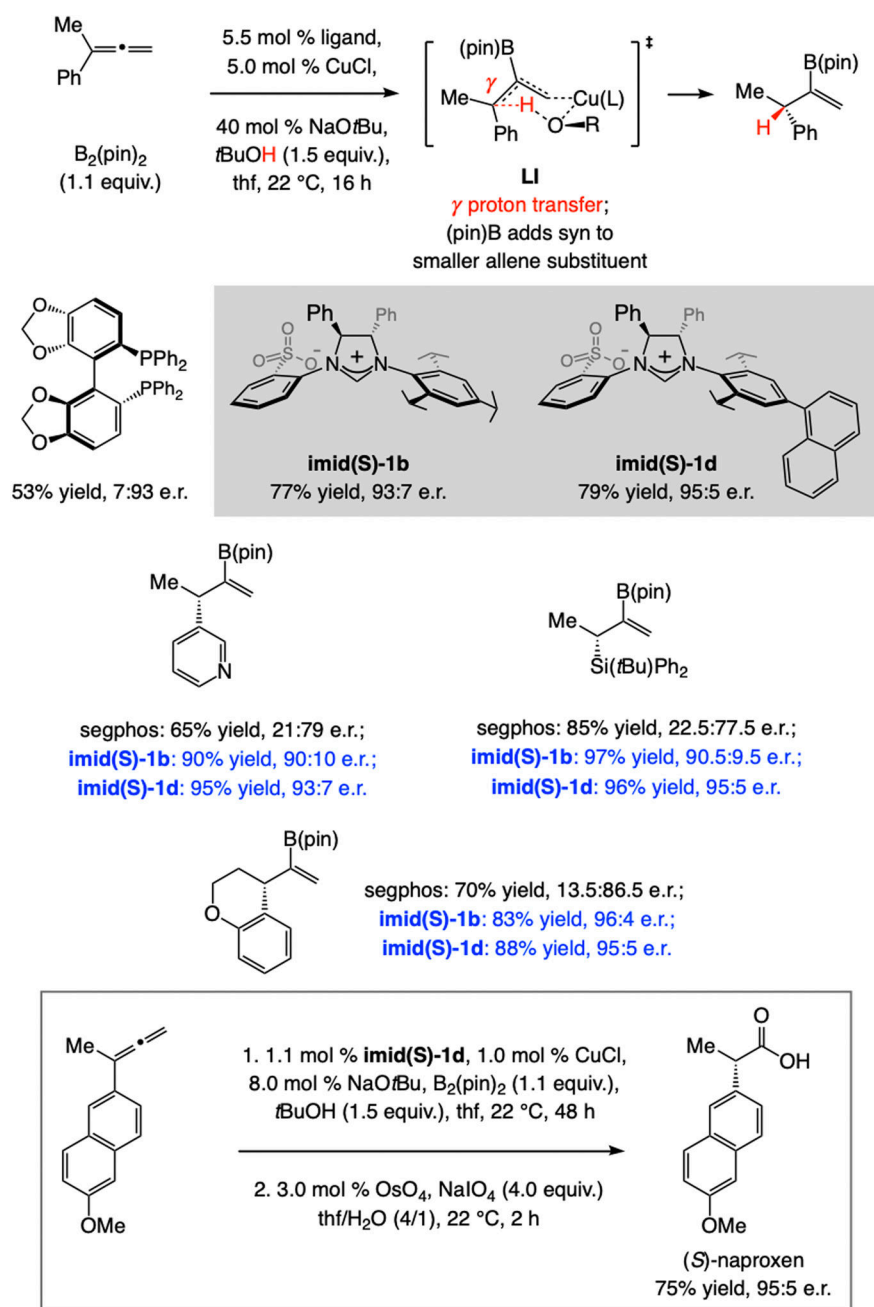 Me
Ph
B2(pin)2
(1.1 equiv.)
5.5 mol % ligand,
5.0 mol % CuCl,
40 mol % NaOtBu,
tBuOH (1.5 equiv.),
thf, 22 °C, 16 h
(pin)B
γ
Me
H
Cu(L)
Ph
O
R
‡
LI
γ proton transfer;
(pin)B adds syn to
smaller allene substituent
B(pin)
Me
H
Ph
O
O
PPh2
PPh2
O
O
53% yield, 7:93 e.r.
Ph
Ph
O
O
S
O-
N
+
N
imid(S)-1b
77% yield, 93:7 e.r.
Ph
Ph
O
O
S
O-
N
+
N
imid(S)-1d
79% yield, 95:5 e.r.
B(pin)
Me
N
segphos: 65% yield, 21:79 e.r.;
imid(S)-1b: 90% yield, 90:10 e.r.;
imid(S)-1d: 95% yield, 93:7 e.r.
B(pin)
Me
Si(tBu)Ph2
segphos: 85% yield, 22.5:77.5 e.r.;
imid(S)-1b: 97% yield, 90.5:9.5 e.r.;
imid(S)-1d: 96% yield, 95:5 e.r.
B(pin)
O
segphos: 70% yield, 13.5:86.5 e.r.;
imid(S)-1b: 83% yield, 96:4 e.r.;
imid(S)-1d: 88% yield, 95:5 e.r.
Me
OMe
1. 1.1 mol % imid(S)-1d, 1.0 mol % CuCl,
8.0 mol % NaOtBu, B2(pin)2 (1.1 equiv.),
tBuOH (1.5 equiv.), thf, 22 °C, 48 h
2. 3.0 mol % OsO4, NaIO4 (4.0 equiv.)
thf/H2O (4/1), 22 °C, 2 h
O
Me
OH
OMe
(S)-naproxen
75% yield, 95:5 e.r.